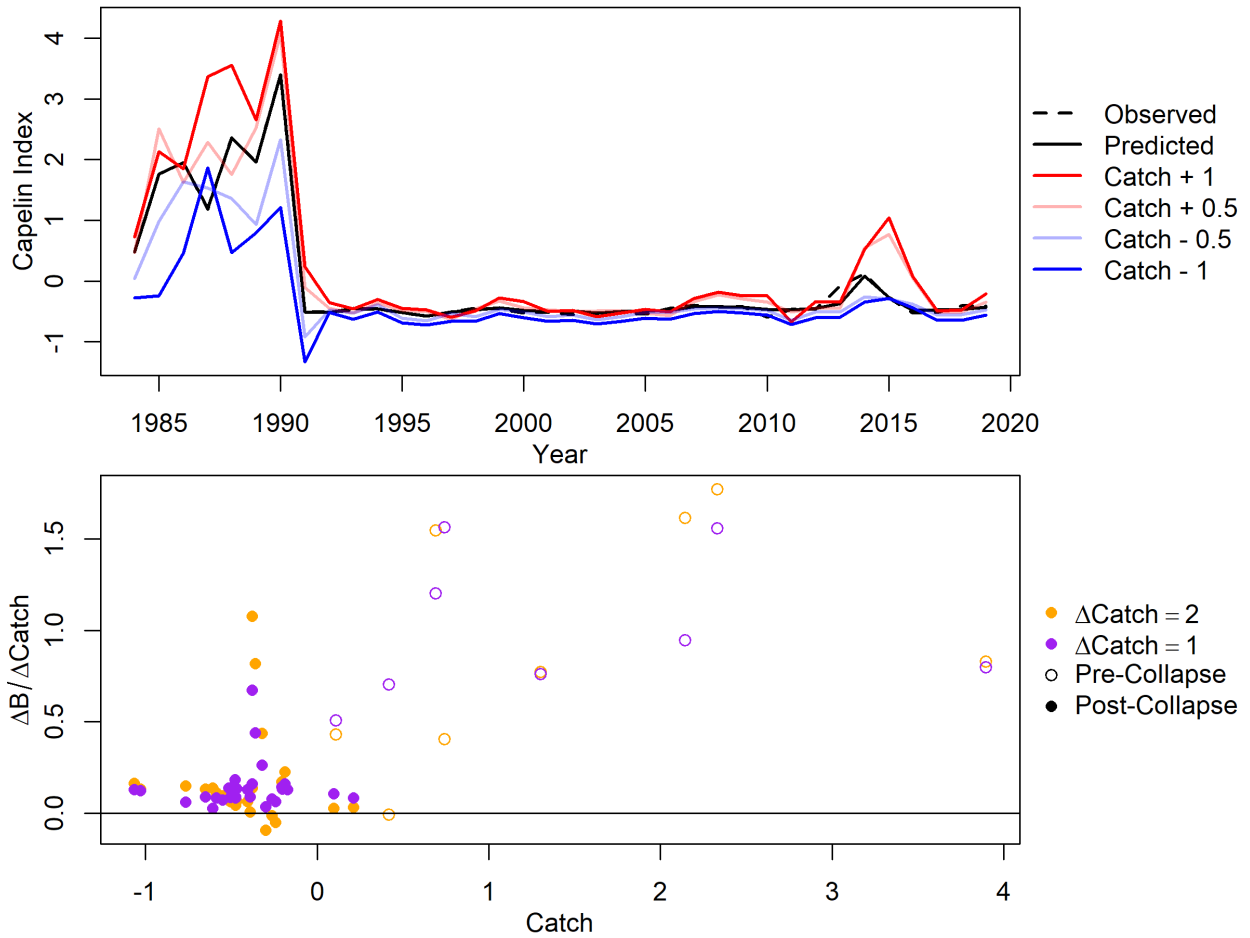 4
3
2
1
0
-1
Capelin Index
1985 1990 1995 2000 2005 2010 2015 2020
Year
Observed
Predicted
Catch + 1
Catch + 0.5
Catch - 0.5
Catch - 1
1.5
1.0
0.5
0.0
ΔB/ΔCatch
-1 0 1 2 3 4
Catch
ΔCatch = 2
ΔCatch = 1
Pre-Collapse
Post-Collapse